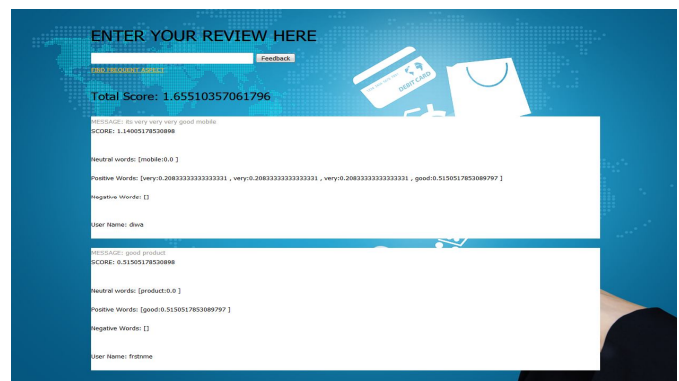 ENTER YOUR REVIEW HERE
Feedback
FIND FREQUENT ASPECT
DEBIT CARD
Total Score: 1.65510357061796
MESSAGE: its very very very good mobile
SCORE: 1.14005178530898
Neutral words: [mobile:0.0 ]
Positive Words: [very:0.20833333333333331 , very:0.20833333333333331 , very:0.20833333333333331 , good:0.5150517853089797 ]
Negative Words: []
User Name: diwa
MESSAGE: good product
SCORE: 0.51505178530898
Neutral words: [product:0.0 ]
Positive Words: [good:0.5150517853089797 ]
Negative Words: []
User Name: frstnme